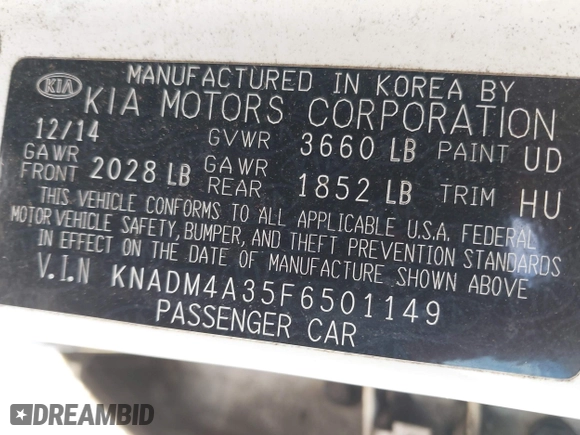 KIA MANUFACTURED IN KOREA BY
KIA MOTORS CORPORATION
12/14 GVWR 3660 LB PAINT UD
GAWR FRONT 2028 LB GAWR REAR 1852 LB TRIM HU
THIS VEHICLE CONFORMS TO ALL APPLICABLE U.S.A. FEDERAL
MOTOR VEHICLE SAFETY, BUMPER, AND THEFT PREVENTION STANDARDS
IN EFFECT ON THE DATE OF MANUFACTURE SHOWN ABOVE
V.I.N KNADM4A35F6501149
PASSENGER CAR
DREAMBID